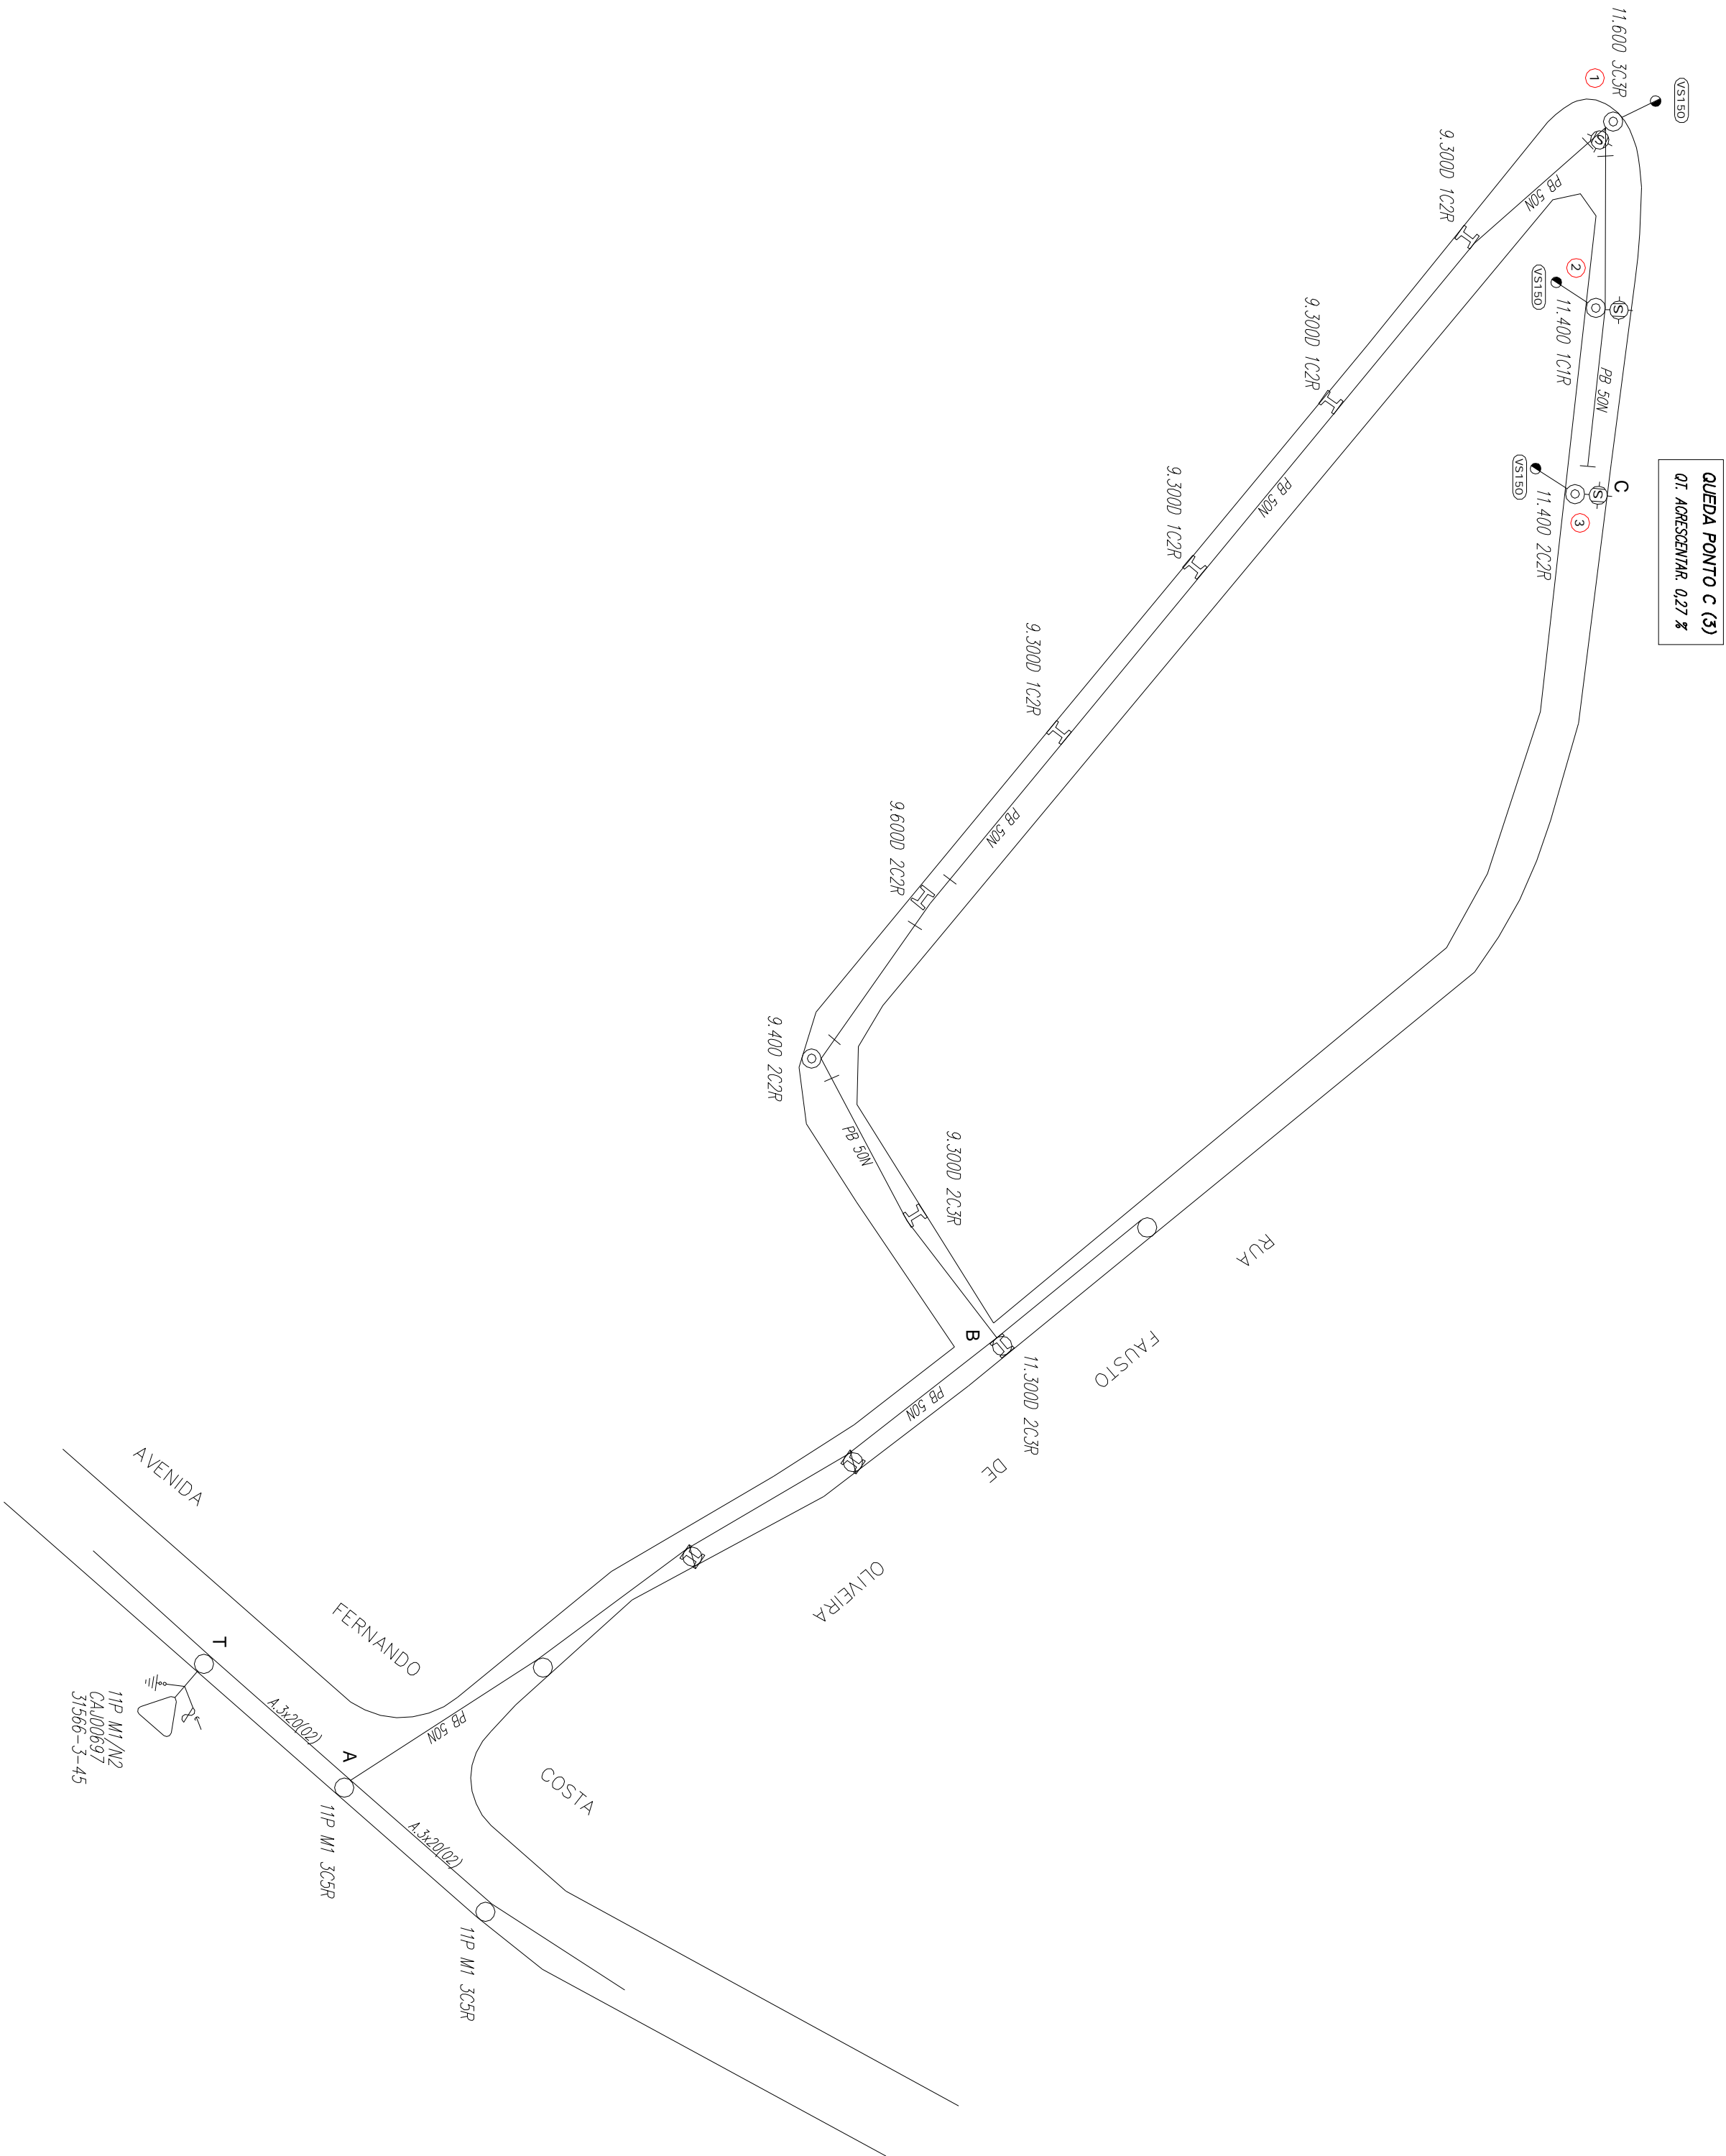 QUEDA PONTO C (3)
QT. ACRESCENTAR: 0,27 %
VS150
11.600 3C3R
1
S
PB 50N
9.300D 1C2R
2
VS150
11.400 1C1R
S
PB 50N
C
S
VS150
3
11.400 2C2R
9.300D 1C2R
9.300D 1C2R
PB 50N
9.300D 1C2R
PB 50N
9.600D 2C2R
9.400 2C2R
PB 50N
9.300D 2C3R
B
11.300D 2C3R
PB 50N
RUA
FAUSTO
DE
OLIVEIRA
AVENIDA
FERNANDO
COSTA
PB 50N
T
A.3x20(02)
A
A.3x20(02)
11P M1/N2
CAJ00697
31566-3-45
11P M1 3C5R
11P M1 3C5R